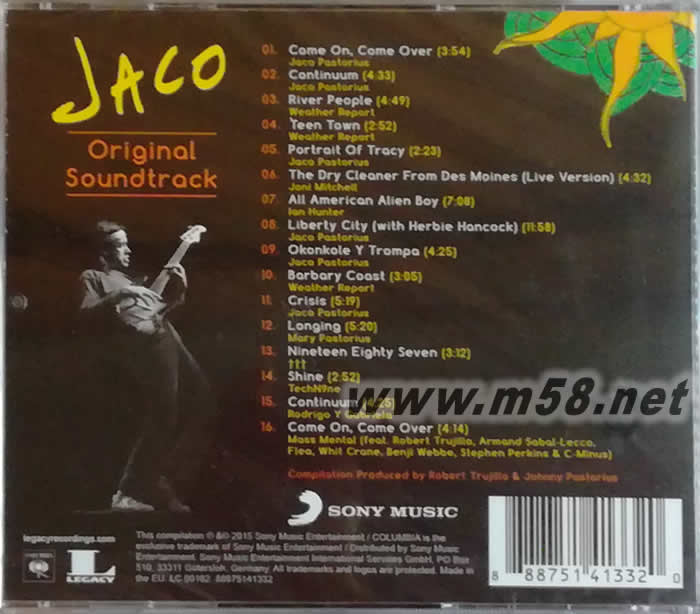 JACO
Original
Soundtrack
01. Come On, Come Over (3:54)
Jaco Pastorius
02. Continuum (4:33)
Jaco Pastorius
03. River People (4:49)
Weather Report
04. Teen Town (2:52)
Weather Report
05. Portrait Of Tracy (2:23)
Jaco Pastorius
06. The Dry Cleaner From Des Moines (Live Version) (4:32)
Joni Mitchell
07. All American Alien Boy (7:08)
Ian Hunter
08. Liberty City (with Herbie Hancock) (11:58)
Jaco Pastorius
09. Okonkole Y Trompa (4:25)
Jaco Pastorius
10. Barbary Coast (3:05)
Weather Report
11. Crisis (5:19)
Jaco Pastorius
12. Longing (5:20)
Mary Pastorius
13. Nineteen Eighty Seven (3:12)
†††
14. Shine (2:52)
TechN9ne
15. Continuum (4:25)
Rodrigo Y Gabriela
16. Come On, Come Over (4:14)
Mass Mental (feat. Robert Trujillo, Armand Sabal-Lecco,
Flea, Whit Crane, Benji Webbe, Stephen Perkins & C-Minus)
www.m58.net
Compilation Produced by Robert Trujillo & Johnny Pastorius
SONY MUSIC
legacyrecordings.com
COLUMBIA
L
LEGACY
This compilation ℗ &© 2015 Sony Music Entertainment / COLUMBIA is the
exclusive trademark of Sony Music Entertainment / Distributed by Sony Music
Entertainment. Sony Music Entertainment International Services GmbH, PO Box
510, 33311 Gütersloh, Germany. All trademarks and logos are protected. Made in
the EU. LC 00162 88875141332
8 88751 41332 0